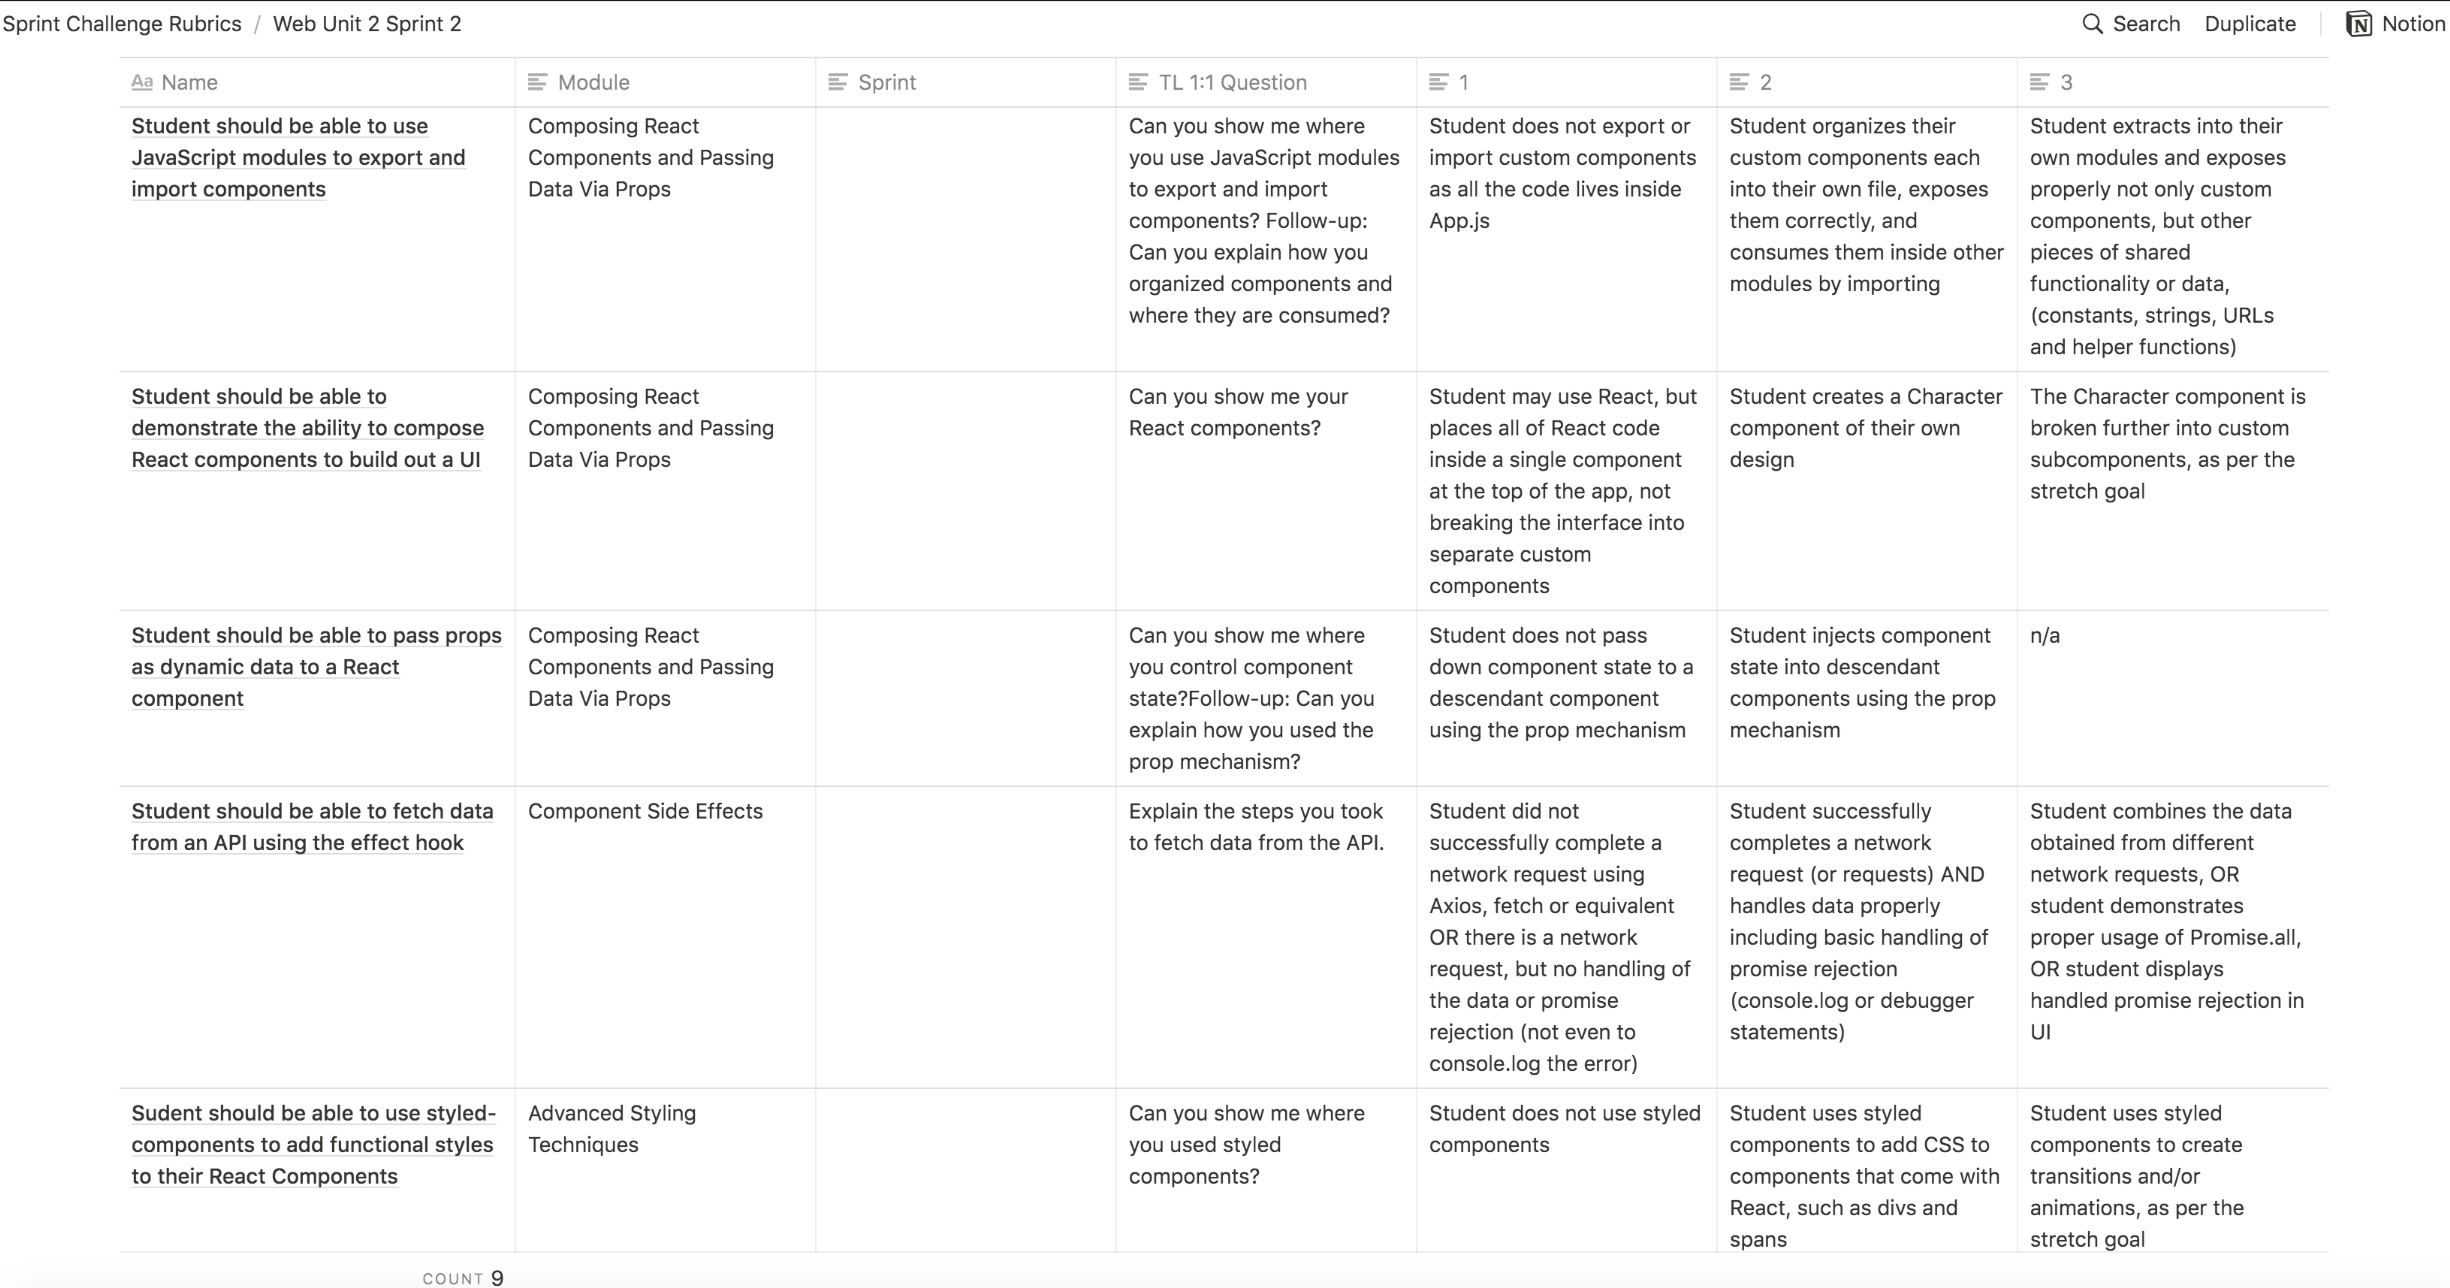 Sprint Challenge Rubrics / Web Unit 2 Sprint 2
Search Duplicate Notion
Aa Name
Module
Sprint
TL 1:1 Question
1
2
3
Student should be able to use
JavaScript modules to export and
import components
Composing React
Components and Passing
Data Via Props
Can you show me where
you use JavaScript modules
to export and import
components? Follow-up:
Can you explain how you
organized components and
where they are consumed?
Student does not export or
import custom components
as all the code lives inside
App.js
Student organizes their
custom components each
into their own file, exposes
them correctly, and
consumes them inside other
modules by importing
Student extracts into their
own modules and exposes
properly not only custom
components, but other
pieces of shared
functionality or data,
(constants, strings, URLs
and helper functions)
Student should be able to
demonstrate the ability to compose
React components to build out a UI
Composing React
Components and Passing
Data Via Props
Can you show me your
React components?
Student may use React, but
places all of React code
inside a single component
at the top of the app, not
breaking the interface into
separate custom
components
Student creates a Character
component of their own
design
The Character component is
broken further into custom
subcomponents, as per the
stretch goal
Student should be able to pass props
as dynamic data to a React
component
Composing React
Components and Passing
Data Via Props
Can you show me where
you control component
state?Follow-up: Can you
explain how you used the
prop mechanism?
Student does not pass
down component state to a
descendant component
using the prop mechanism
Student injects component
state into descendant
components using the prop
mechanism
n/a
Student should be able to fetch data
from an API using the effect hook
Component Side Effects
Explain the steps you took
to fetch data from the API.
Student did not
successfully complete a
network request using
Axios, fetch or equivalent
OR there is a network
request, but no handling of
the data or promise
rejection (not even to
console.log the error)
Student successfully
completes a network
request (or requests) AND
handles data properly
including basic handling of
promise rejection
(console.log or debugger
statements)
Student combines the data
obtained from different
network requests, OR
student demonstrates
proper usage of Promise.all,
OR student displays
handled promise rejection in
UI
Sudent should be able to use styled-
components to add functional styles
to their React Components
Advanced Styling
Techniques
Can you show me where
you used styled
components?
Student does not use styled
components
Student uses styled
components to add CSS to
components that come with
React, such as divs and
spans
Student uses styled
components to create
transitions and/or
animations, as per the
stretch goal
COUNT 9